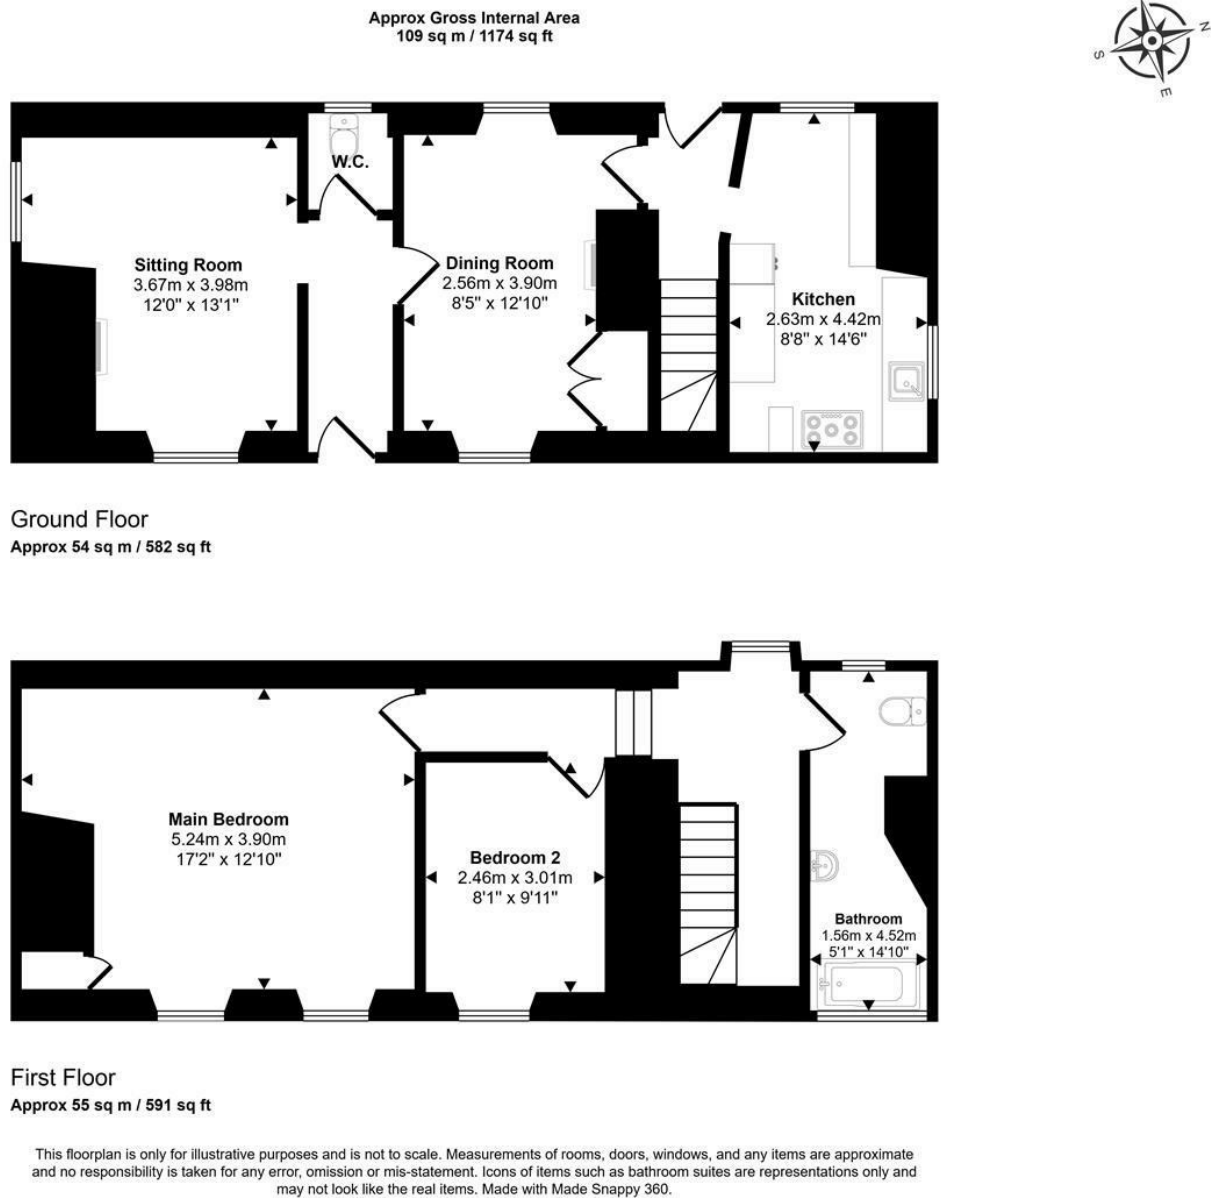 Approx Gross Internal Area
109 sq m / 1174 sq ft
N
S
E
W.C.
Sitting Room
3.67m x 3.98m
12'0" x 13'1"
Dining Room
2.56m x 3.90m
8'5" x 12'10"
Kitchen
2.63m x 4.42m
8'8" x 14'6"
Ground Floor
Approx 54 sq m / 582 sq ft
Main Bedroom
5.24m x 3.90m
17'2" x 12'10"
Bedroom 2
2.46m x 3.01m
8'1" x 9'11"
Bathroom
1.56m x 4.52m
5'1" x 14'10"
First Floor
Approx 55 sq m / 591 sq ft
This floorplan is only for illustrative purposes and is not to scale. Measurements of rooms, doors, windows, and any items are approximate
and no responsibility is taken for any error, omission or mis-statement. Icons of items such as bathroom suites are representations only and
may not look like the real items. Made with Made Snappy 360.